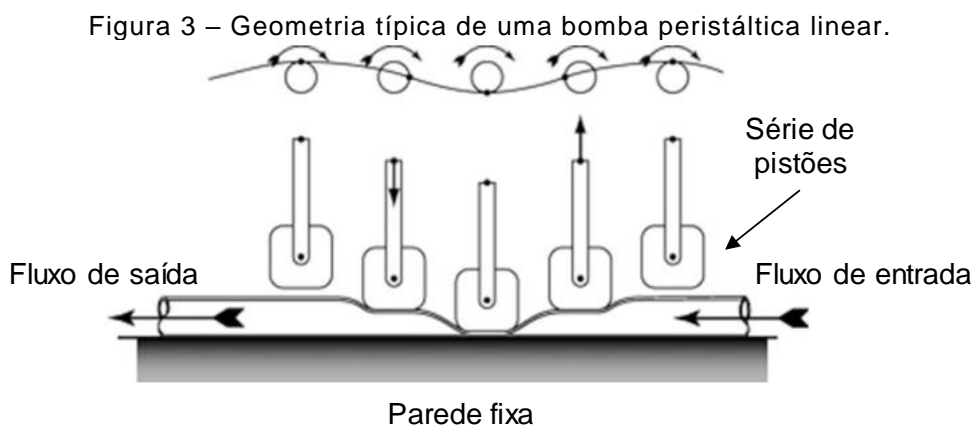 Figura 3 – Geometria típica de uma bomba peristáltica linear.
Série de
pistões
Fluxo de saída
Fluxo de entrada
Parede fixa